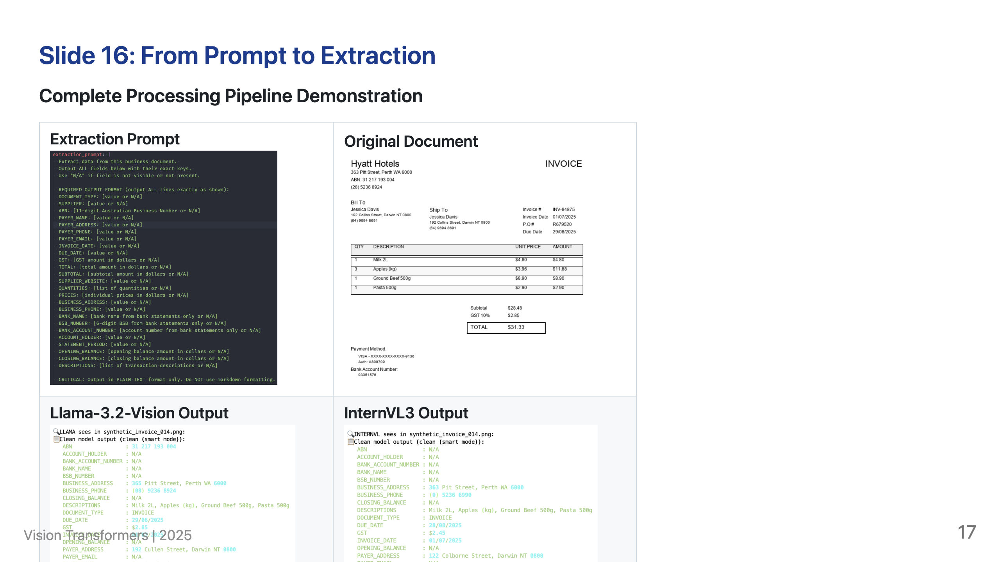 Slide 16: From Prompt to Extraction
Complete Processing Pipeline Demonstration
Extraction Prompt
extraction_prompt: |
Extract data from this business document.
Output ALL fields below with their exact keys.
Use "N/A" if field is not visible or not present.
REQUIRED OUTPUT FORMAT (output ALL lines exactly as shown):
DOCUMENT_TYPE: [value or N/A]
SUPPLIER: [value or N/A]
ABN: [11-digit Australian Business Number or N/A]
PAYER_NAME: [value or N/A]
PAYER_ADDRESS: [value or N/A]
PAYER_PHONE: [value or N/A]
PAYER_EMAIL: [value or N/A]
INVOICE_DATE: [value or N/A]
DUE_DATE: [value or N/A]
GST: [GST amount in dollars or N/A]
TOTAL: [total amount in dollars or N/A]
SUBTOTAL: [subtotal amount in dollars or N/A]
SUPPLIER_WEBSITE: [value or N/A]
QUANTITIES: [list of quantities or N/A]
PRICES: [individual prices in dollars or N/A]
BUSINESS_ADDRESS: [value or N/A]
BUSINESS_PHONE: [value or N/A]
BANK_NAME: [bank name from bank statements only or N/A]
BSB_NUMBER: [6-digit BSB from bank statements only or N/A]
BANK_ACCOUNT_NUMBER: [account number from bank statements only or N/A]
ACCOUNT_HOLDER: [value or N/A]
STATEMENT_PERIOD: [value or N/A]
OPENING_BALANCE: [opening balance amount in dollars or N/A]
CLOSING_BALANCE: [closing balance amount in dollars or N/A]
DESCRIPTIONS: [list of transaction descriptions or N/A]
CRITICAL: Output in PLAIN TEXT format only. Do NOT use markdown formatting.
Original Document
Hyatt Hotels INVOICE
363 Pitt Street, Perth WA 6000
ABN: 31 217 193 004
(28) 5236 8924
Bill To
Jessica Davis
192 Collins Street, Darwin NT 0800
(64) 9694 8691
Ship To
Jessica Davis
192 Collins Street, Darwin NT 0800
(64) 9694 8691
Invoice # INV-84875
Invoice Date 01/07/2025
P.O.# R679520
Due Date 29/08/2025
QTY DESCRIPTION UNIT PRICE AMOUNT
1 Milk 2L $4.80 $4.80
3 Apples (kg) $3.96 $11.88
1 Ground Beef 500g $8.90 $8.90
1 Pasta 500g $2.90 $2.90
Subtotal $28.48
GST 10% $2.85
TOTAL $31.33
Payment Method:
VISA - XXXX-XXXX-XXXX-9136
Auth: A809709
Bank Account Number:
93351576
Llama-3.2-Vision Output
LLAMA sees in synthetic_invoice_014.png:
Clean model output (clean (smart mode)):
ABN : 31 217 193 004
ACCOUNT_HOLDER : N/A
BANK_ACCOUNT_NUMBER : N/A
BANK_NAME : N/A
BSB_NUMBER : N/A
BUSINESS_ADDRESS : 365 Pitt Street, Perth WA 6000
BUSINESS_PHONE : (08) 9236 8924
CLOSING_BALANCE : N/A
DESCRIPTIONS : Milk 2L, Apples (kg), Ground Beef 500g, Pasta 500g
DOCUMENT_TYPE : INVOICE
DUE_DATE : 29/06/2025
GST : $2.85
OPENING_BALANCE : N/A
PAYER_ADDRESS : 192 Cullen Street, Darwin NT 0800
PAYER_EMAIL : N/A
InternVL3 Output
INTERNVL sees in synthetic_invoice_014.png:
Clean model output (clean (smart mode)):
ABN : N/A
ACCOUNT_HOLDER : N/A
BANK_ACCOUNT_NUMBER : N/A
BANK_NAME : N/A
BSB_NUMBER : N/A
BUSINESS_ADDRESS : 363 Pit Street, Perth WA 6000
BUSINESS_PHONE : (0) 5236 6990
CLOSING_BALANCE : N/A
DESCRIPTIONS : Milk 2L, Apples (kg), Ground Beef 500g, Pasta 500g
DOCUMENT_TYPE : INVOICE
DUE_DATE : 28/08/2025
GST : $2.45
INVOICE_DATE : 01/07/2025
OPENING_BALANCE : N/A
PAYER_ADDRESS : 122 Colborne Street, Darwin NT 0800
Vision Transformers | 2025
17